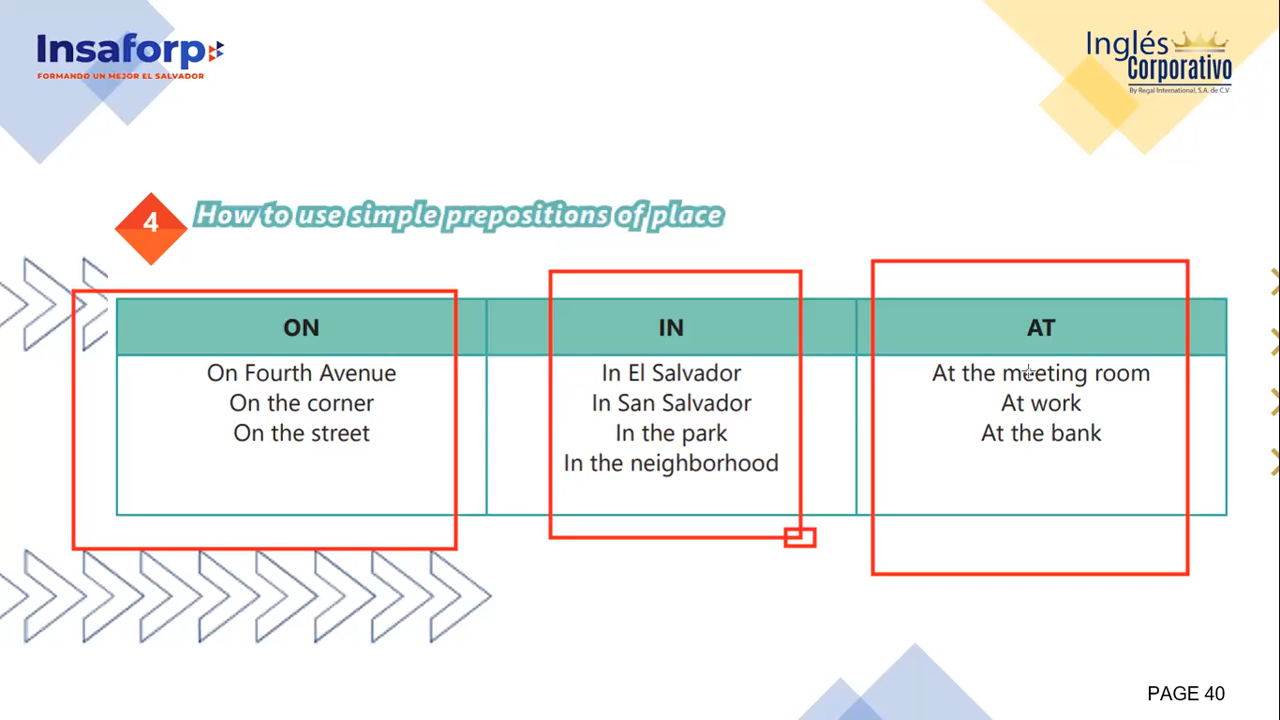 Insaforp
FORMANDO UN MEJOR EL SALVADOR
Inglés
Corporativo
By Regal International, S.A. de C.V
4
How to use simple prepositions of place
ON
IN
AT
On Fourth Avenue
On the corner
On the street
In El Salvador
In San Salvador
In the park
In the neighborhood
At the meeting room
At work
At the bank
PAGE 40